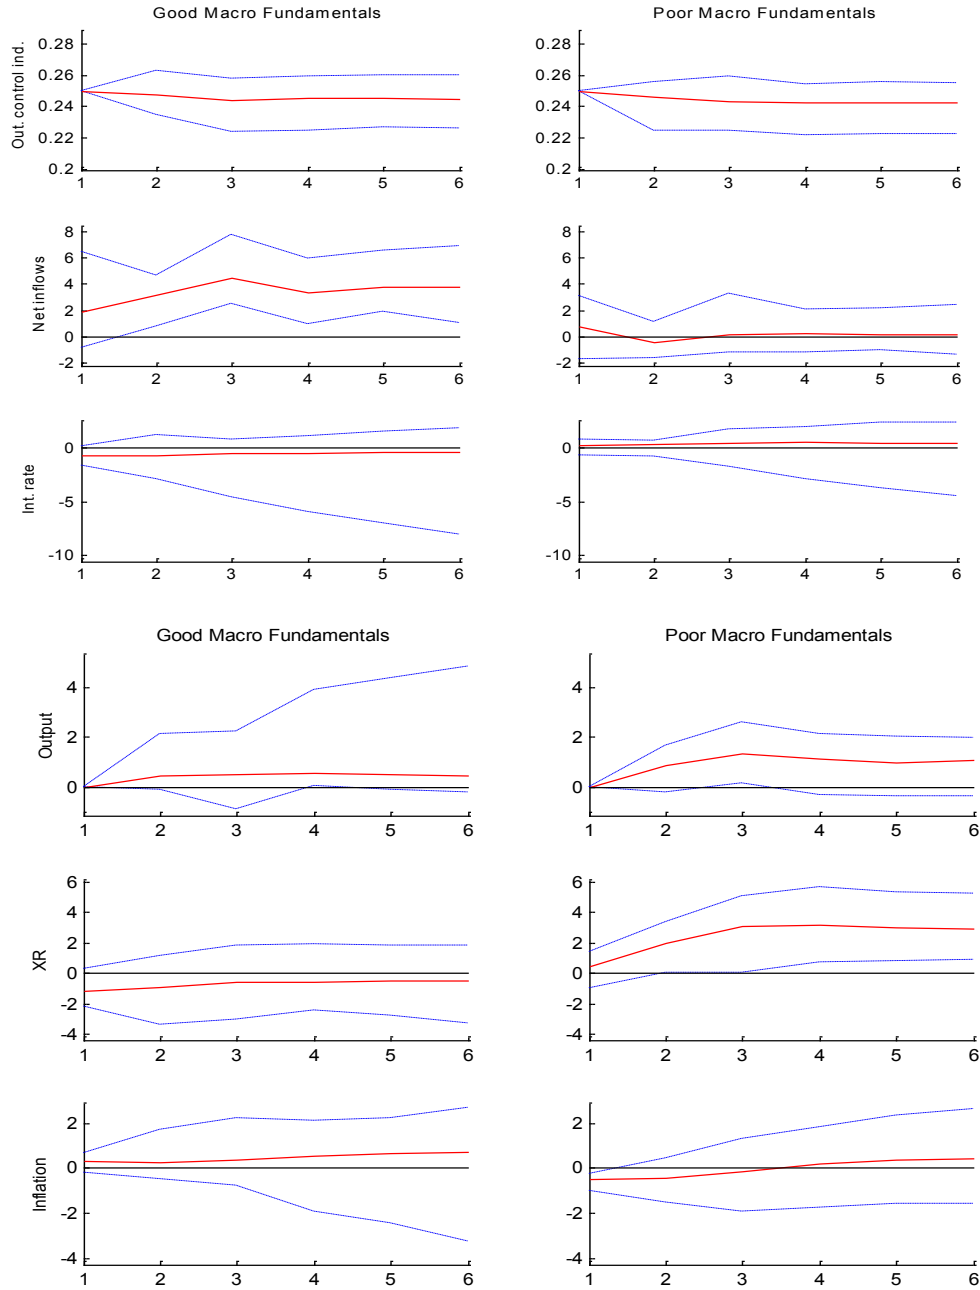 Good Macro Fundamentals
Poor Macro Fundamentals
Out. control ind.
0.28
0.26
0.24
0.22
0.2
1 2 3 4 5 6
0.28
0.26
0.24
0.22
0.2
1 2 3 4 5 6
Net inflows
8
6
4
2
0
-2
1 2 3 4 5 6
8
6
4
2
0
-2
1 2 3 4 5 6
Int. rate
0
-5
-10
1 2 3 4 5 6
0
-5
-10
1 2 3 4 5 6
Good Macro Fundamentals
Poor Macro Fundamentals
Output
4
2
0
1 2 3 4 5 6
4
2
0
1 2 3 4 5 6
XR
6
4
2
0
-2
-4
1 2 3 4 5 6
6
4
2
0
-2
-4
1 2 3 4 5 6
Inflation
2
0
-2
-4
1 2 3 4 5 6
2
0
-2
-4
1 2 3 4 5 6